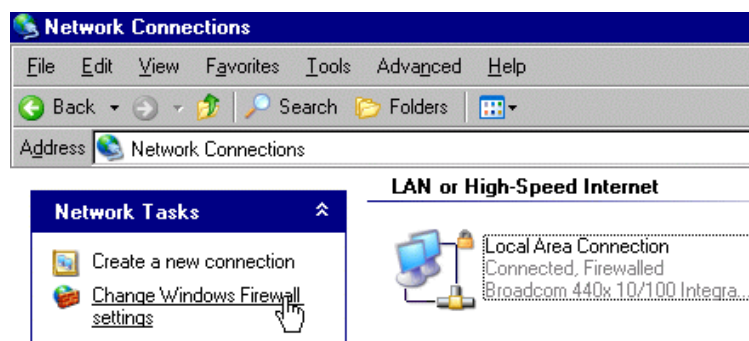 Network Connections
File Edit View Favorites Tools Advanced Help
Back Search Folders
Address Network Connections
Network Tasks
Create a new connection
Change Windows Firewall
settings
LAN or High-Speed Internet
Local Area Connection
Connected, Firewalled
Broadcom 440x 10/100 Integra...